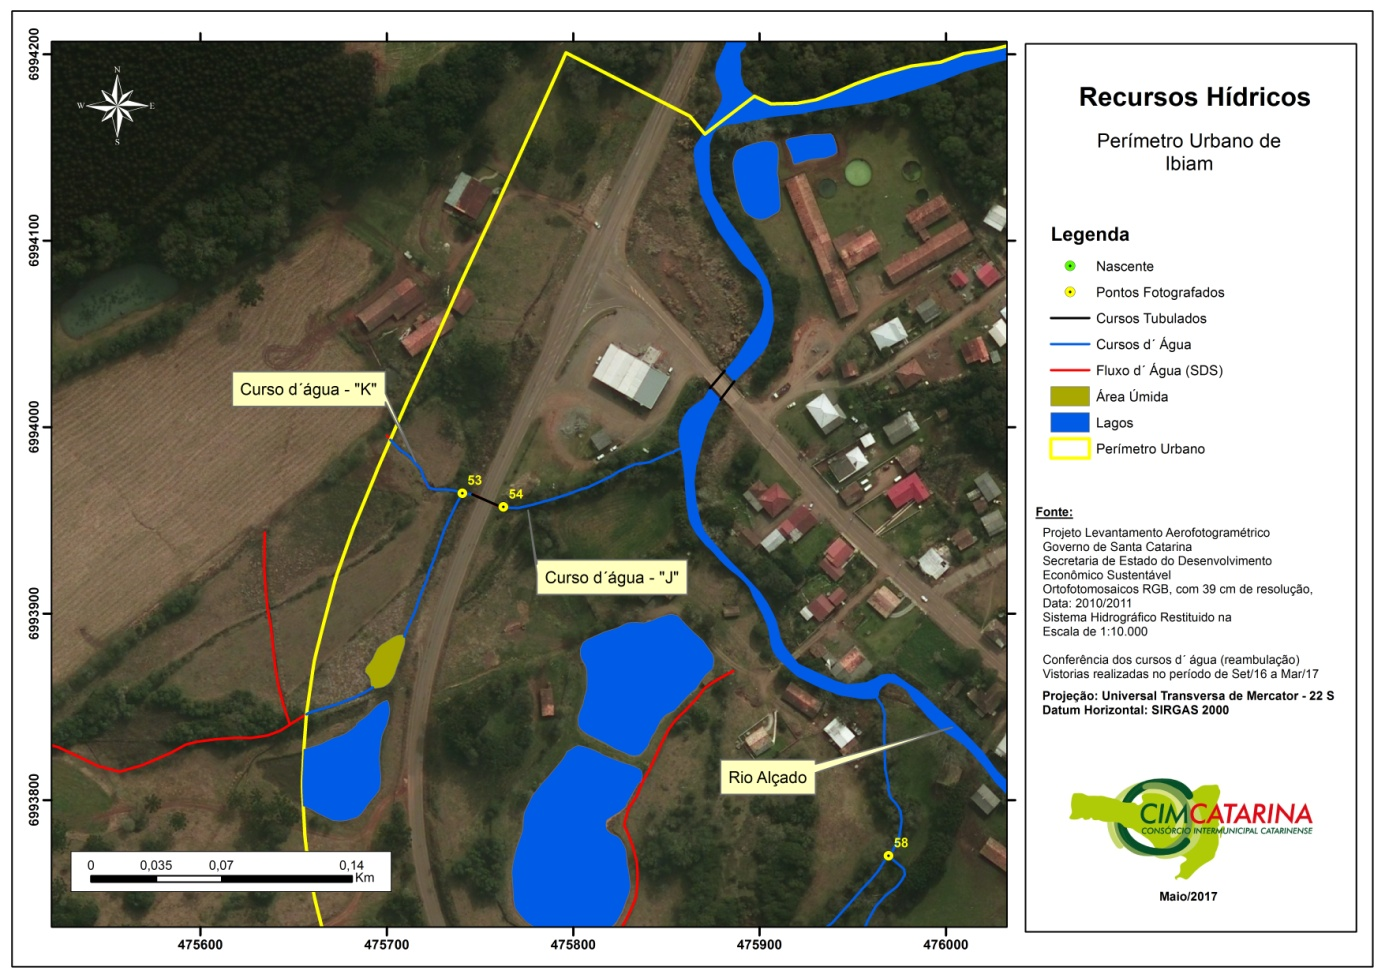 6994200
6994100
6994000
6993900
6993800
N
W
E
S
Curso d´água - "K"
53
54
Curso d´água - "J"
Rio Alçado
58
0
0,035
0,07
0,14
Km
475600
475700
475800
475900
476000
Recursos Hídricos
Perímetro Urbano de
Ibiam
Legenda
Nascente
Pontos Fotografados
Cursos Tubulados
Cursos d´ Água
Fluxo d´ Água (SDS)
Área Úmida
Lagos
Perímetro Urbano
Fonte:
Projeto Levantamento Aerofotogramétrico
Governo de Santa Catarina
Secretaria de Estado do Desenvolvimento
Econômico Sustentável
Ortofotomosaicos RGB, com 39 cm de resolução,
Data: 2010/2011
Sistema Hidrográfico Restituido na
Escala de 1:10.000
Conferência dos cursos d´ água (reambulação)
Vistorias realizadas no período de Set/16 a Mar/17
Projeção: Universal Transversa de Mercator - 22 S
Datum Horizontal: SIRGAS 2000
CIMCATARINA
CONSÓRCIO INTERMUNICIPAL CATARINENSE
Maio/2017